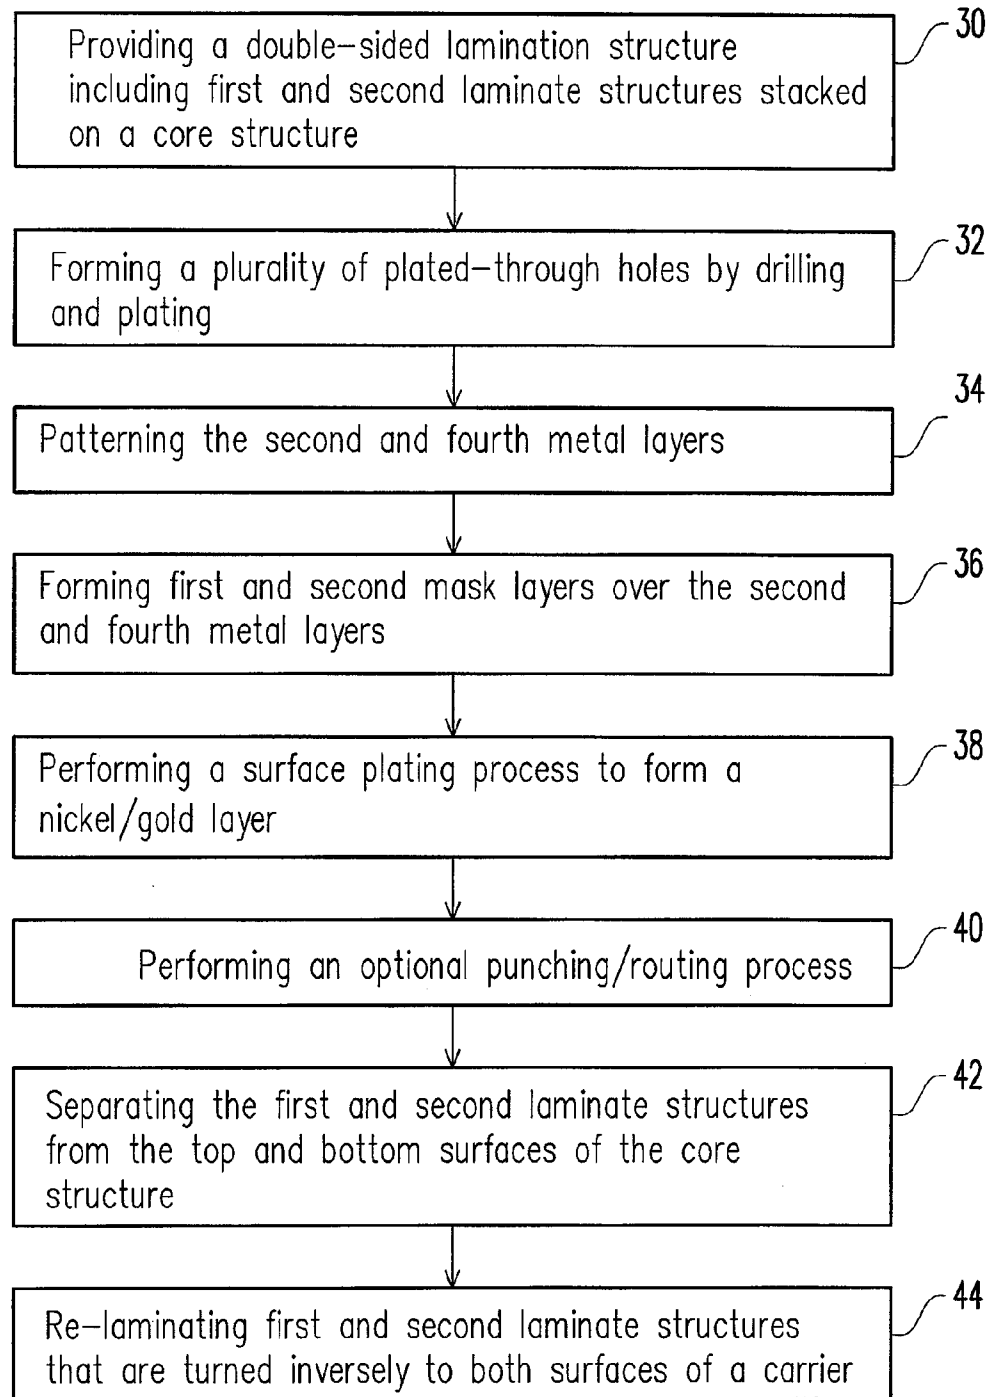 30
Providing a double-sided lamination structure
including first and second laminate structures stacked
on a core structure
32
Forming a plurality of plated-through holes by drilling
and plating
34
Patterning the second and fourth metal layers
36
Forming first and second mask layers over the second
and fourth metal layers
38
Performing a surface plating process to form a
nickel/gold layer
40
Performing an optional punching/routing process
42
Separating the first and second laminate structures
from the top and bottom surfaces of the core
structure
44
Re-laminating first and second laminate structures
that are turned inversely to both surfaces of a carrier